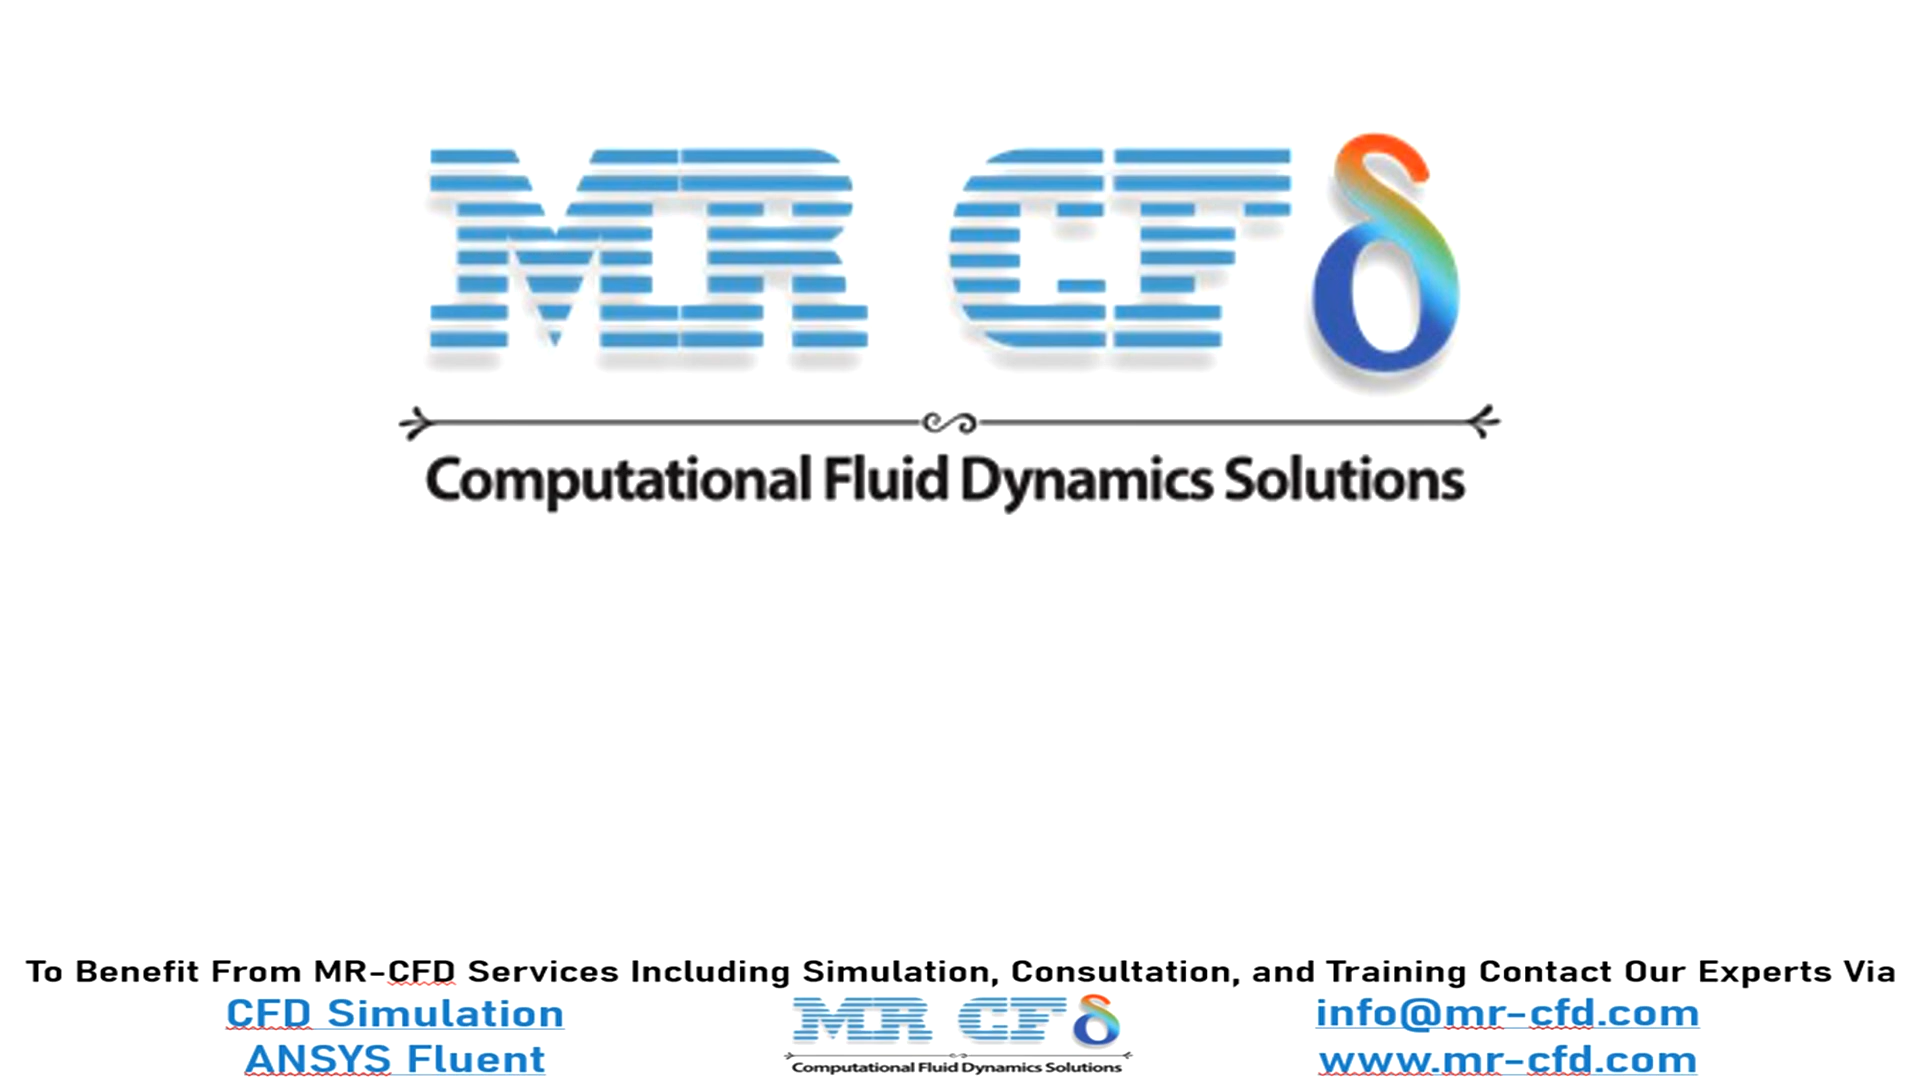 MR CFδ
Computational Fluid Dynamics Solutions
To Benefit From MR-CFD Services Including Simulation, Consultation, and Training Contact Our Experts Via
CFD Simulation
ANSYS Fluent
MR CFδ
Computational Fluid Dynamics Solutions
info@mr-cfd.com
www.mr-cfd.com